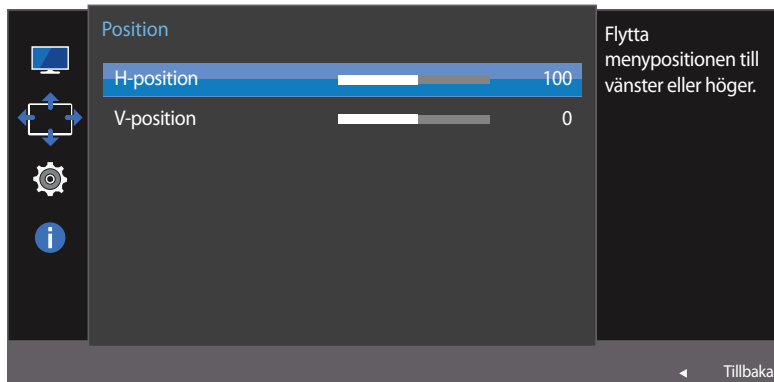 Position
H-position 100
V-position 0
Flytta
menypositionen till
vänster eller höger.
Tillbaka